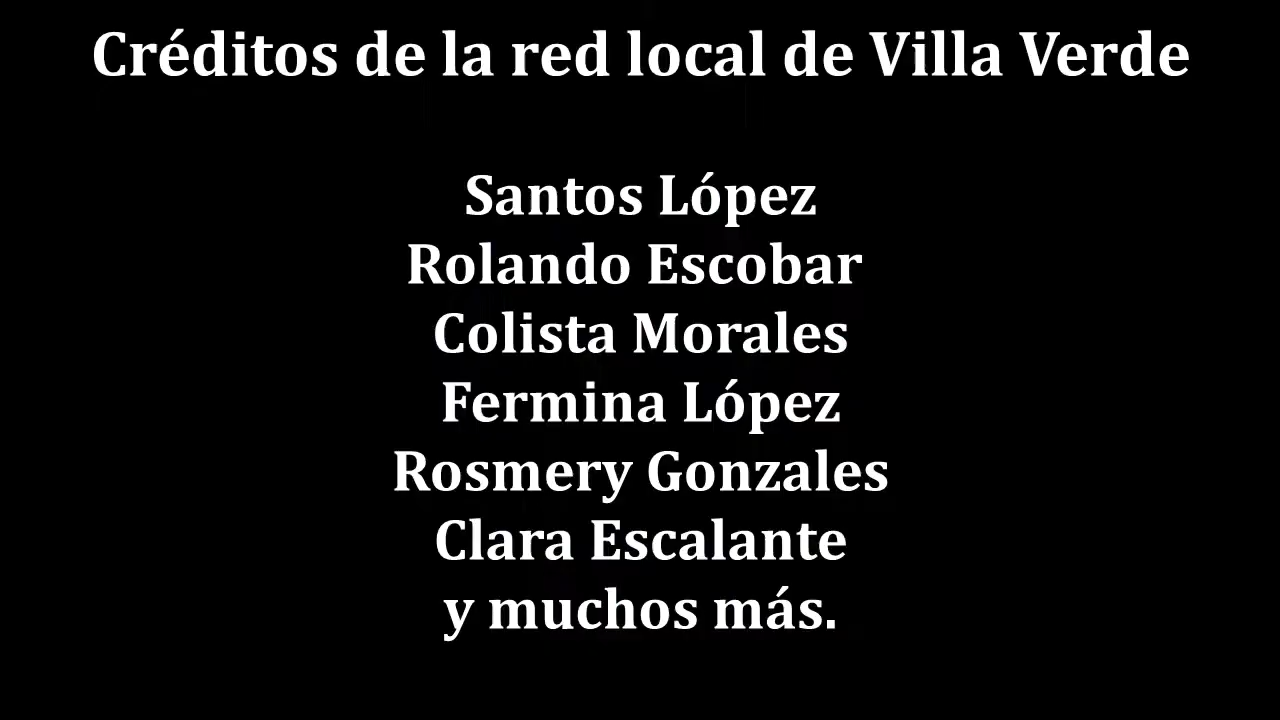 Créditos de la red local de Villa Verde
Santos López
Rolando Escobar
Colista Morales
Fermina López
Rosmery Gonzales
Clara Escalante
y muchos más.